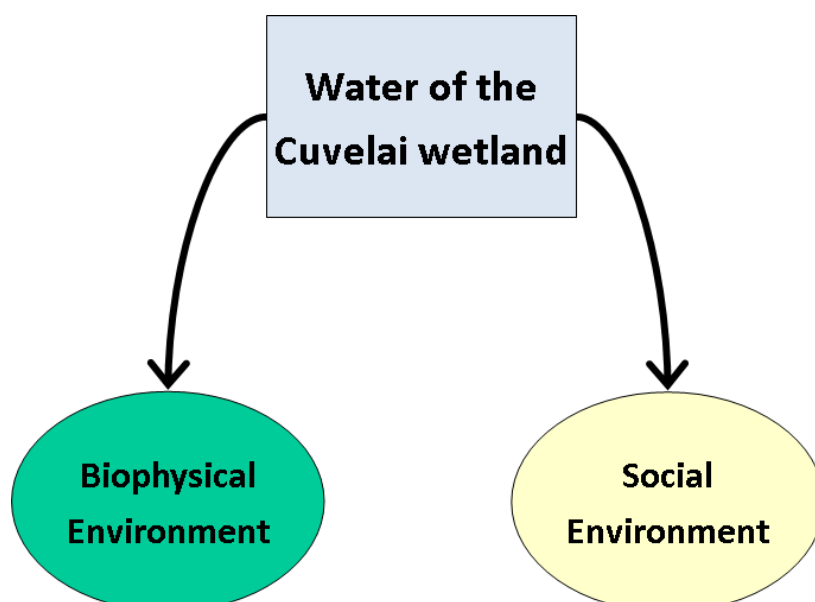 Water of the
Cuvelai wetland
Biophysical
Environment
Social
Environment